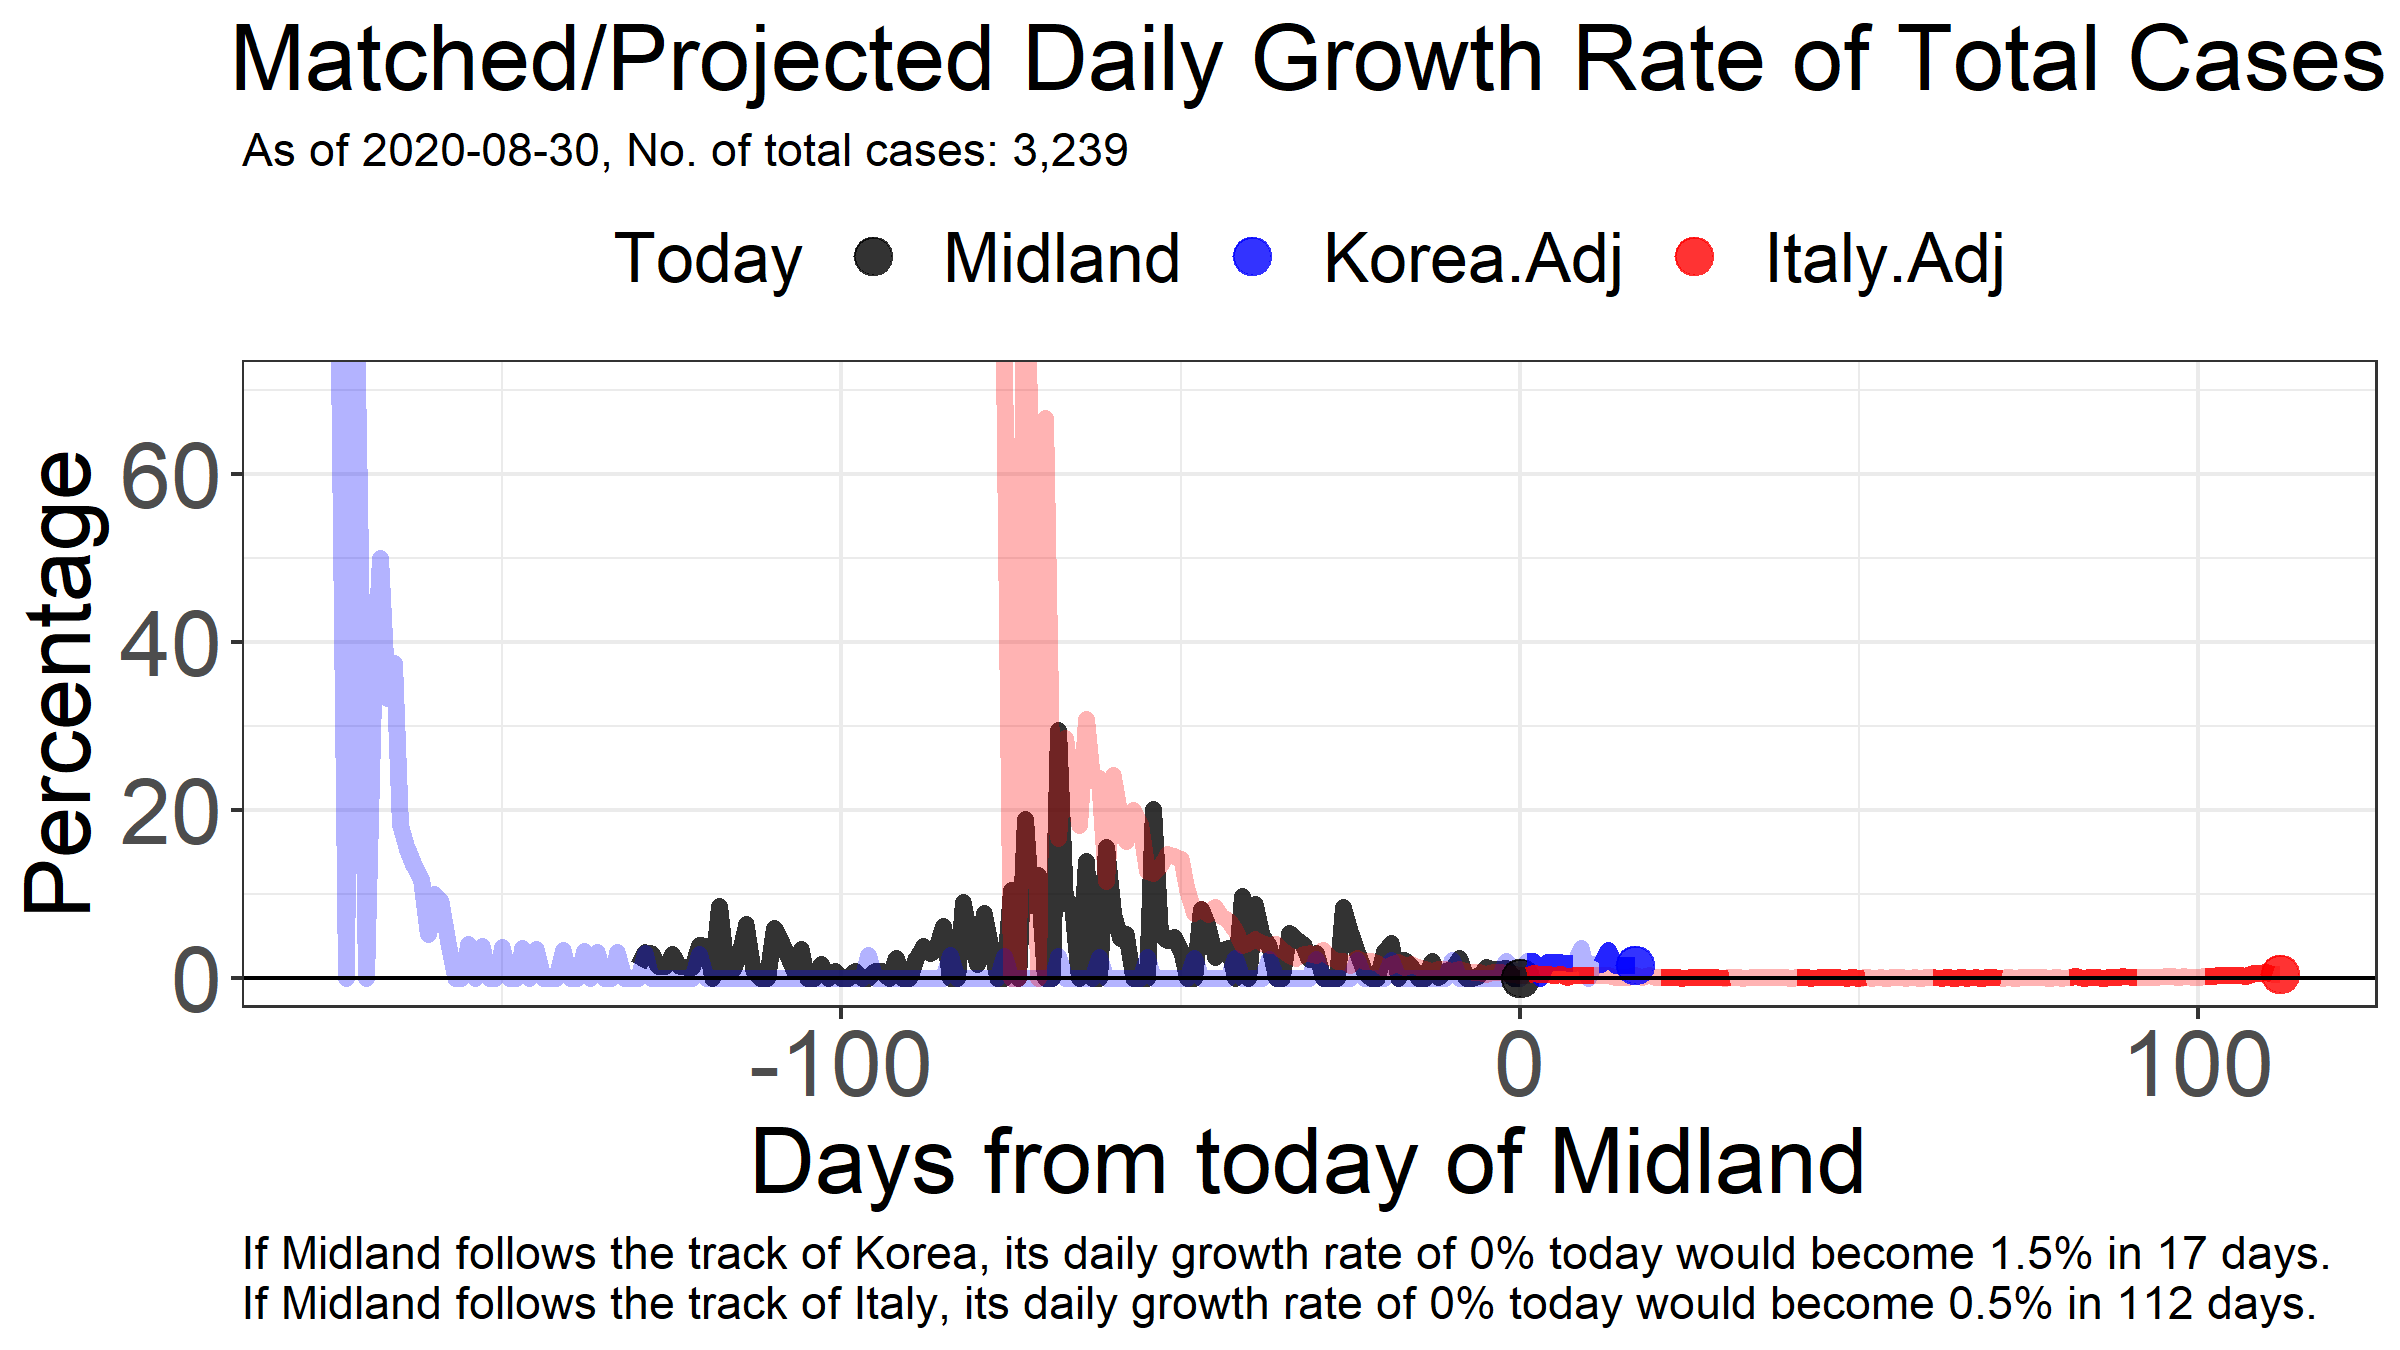 Matched/Projected Daily Growth Rate of Total Cases
As of 2020-08-30, No. of total cases: 3,239
Today Midland Korea.Adj Italy.Adj
Percentage
60
40
20
0
-100 0 100
Days from today of Midland
If Midland follows the track of Korea, its daily growth rate of 0% today would become 1.5% in 17 days.
If Midland follows the track of Italy, its daily growth rate of 0% today would become 0.5% in 112 days.